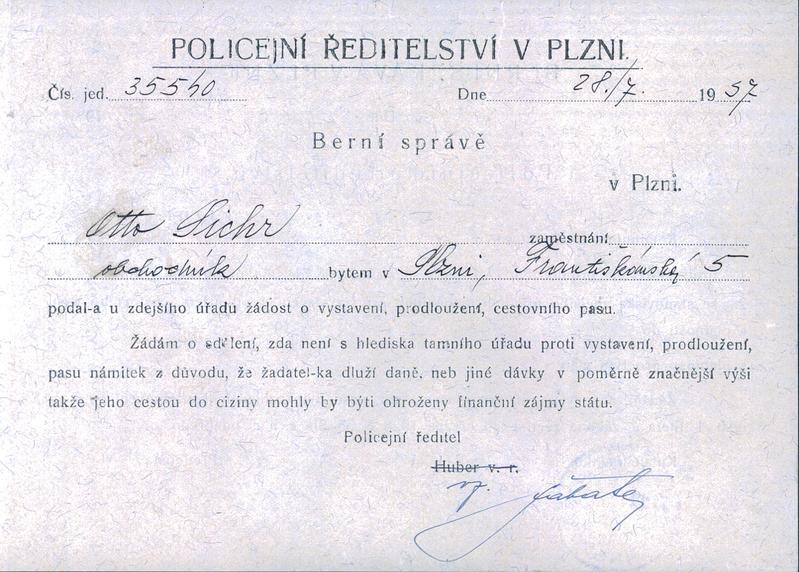 POLICEJNÍ ŘEDITELSTVÍ V PLZNI.
Čís. jed. 35510 Dne 28./7. 1937
Berní správě
v Plzni.
Otto Sichr zaměstnání
obchodník bytem v Plzni, Františkánská 5
podal-a u zdejšího úřadu žádost o vystavení, prodloužení, cestovního pasu.
Žádám o sdělení, zda není s hlediska tamního úřadu proti vystavení, prodloužení,
pasu námitek z důvodu, že žadatel-ka dluží daně, neb jiné dávky v poměrně značnější výši
takže jeho cestou do ciziny mohly by býti ohroženy finanční zájmy státu.
Policejní ředitel
Huber v. r.